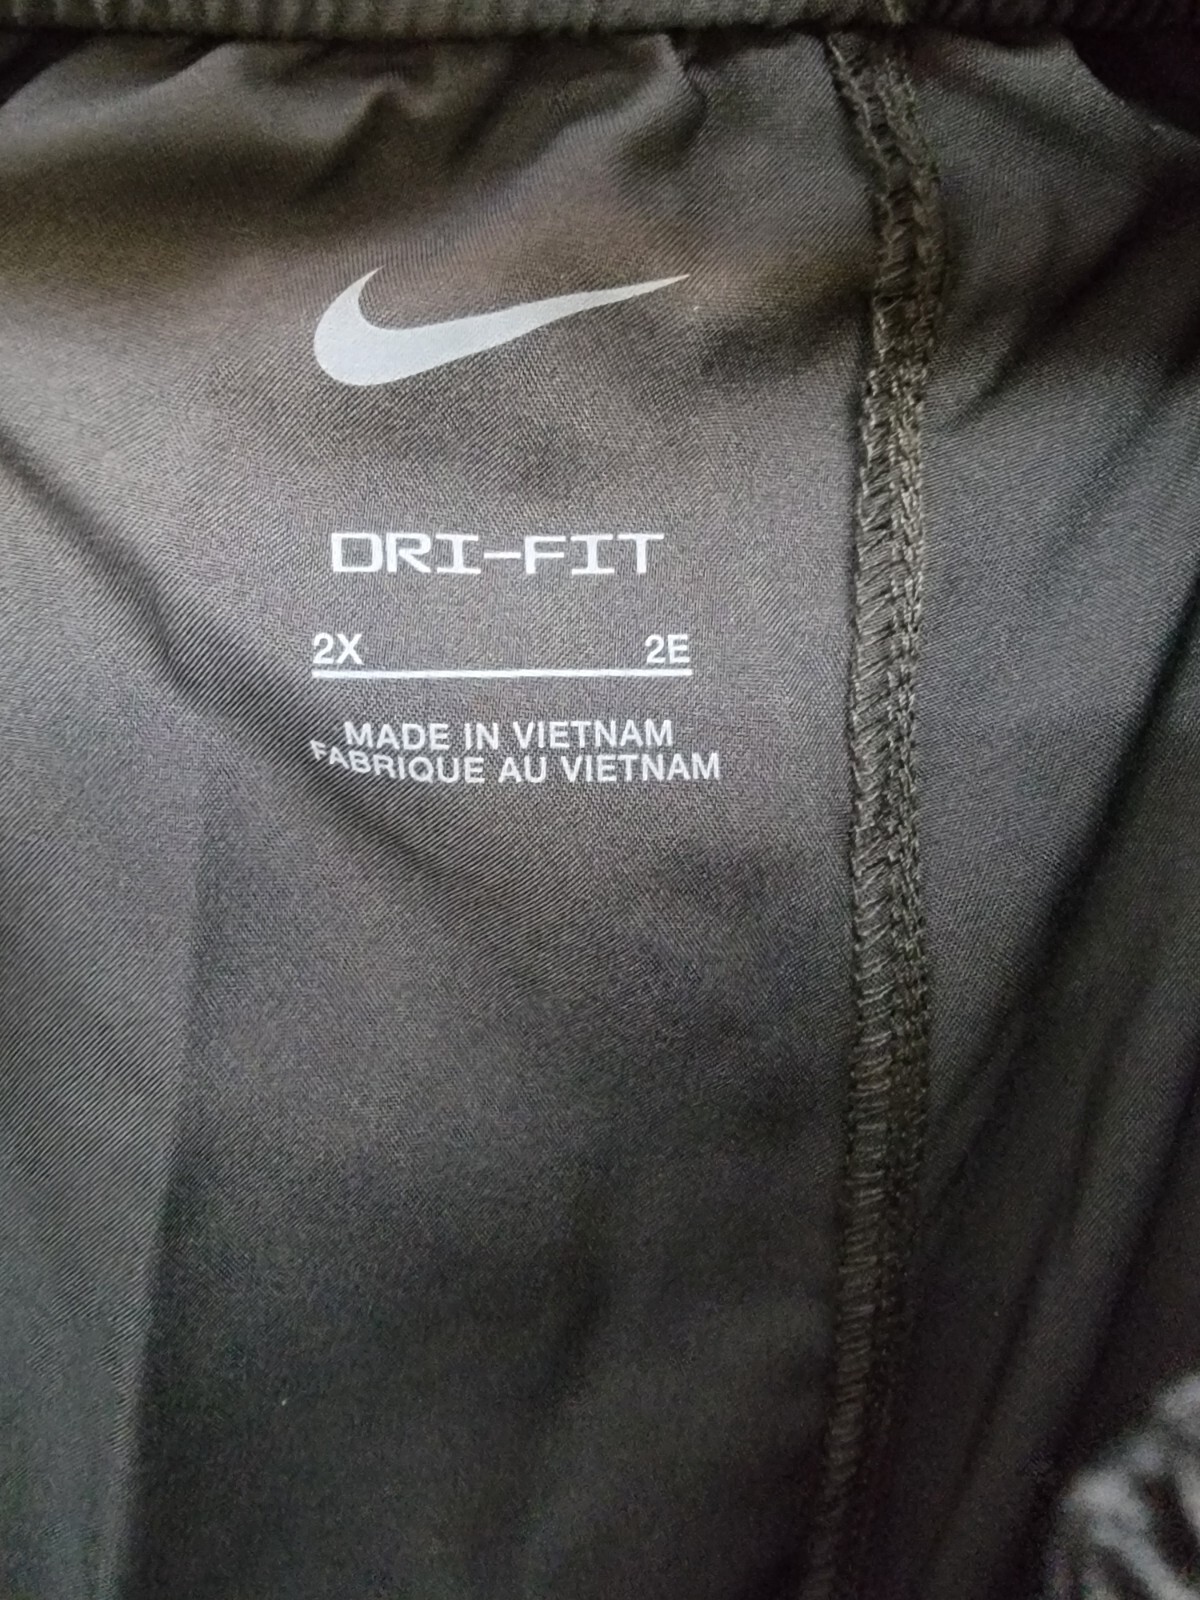 DRI-FIT
2X 2E
MADE IN VIETNAM
FABRIQUE AU VIETNAM